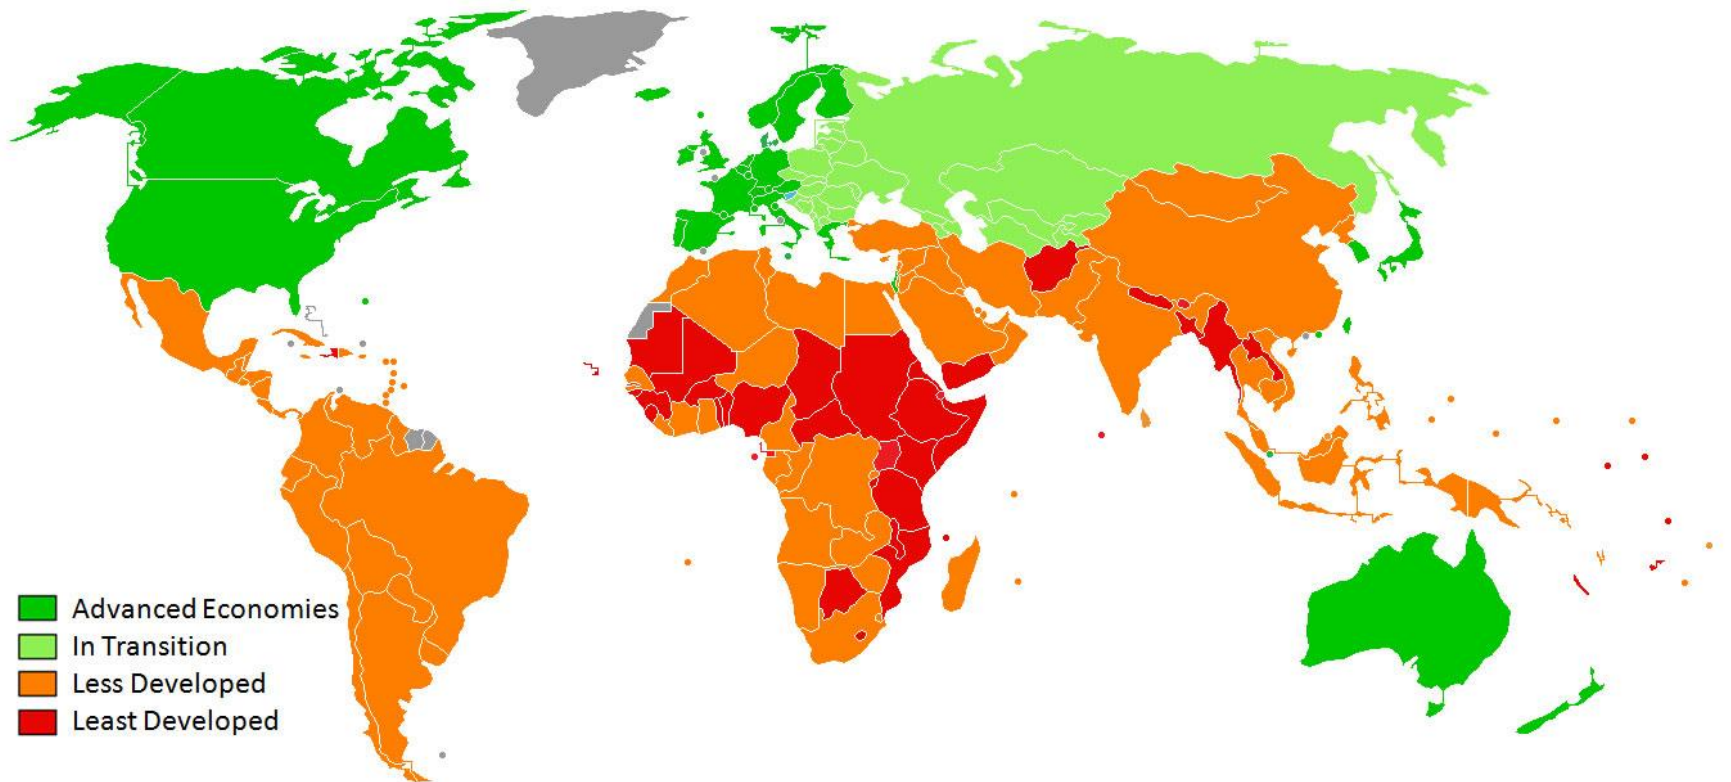 Advanced Economies
In Transition
Less Developed
Least Developed